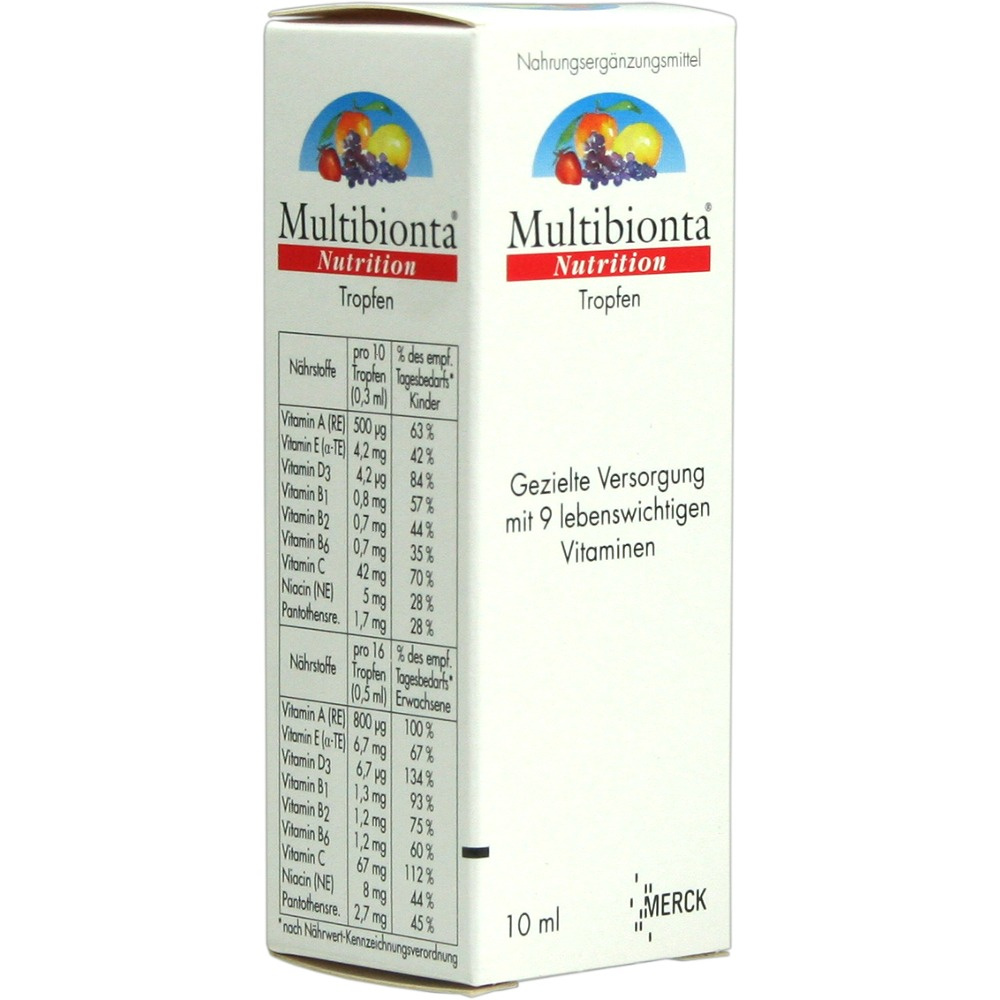 Multibionta®
Nutrition
Tropfen
Nährstoffe pro 10 Tropfen (0,3 ml) % des empf. Tagesbedarfs* Kinder
Vitamin A (RE) 500 µg 63 %
Vitamin E (α-TE) 4,2 mg 42 %
Vitamin D3 4,2 µg 84 %
Vitamin B1 0,8 mg 57 %
Vitamin B2 0,7 mg 44 %
Vitamin B6 0,7 mg 35 %
Vitamin C 42 mg 70 %
Niacin (NE) 5 mg 28 %
Pantothensre. 1,7 mg 28 %
Nährstoffe pro 16 Tropfen (0,5 ml) % des empf. Tagesbedarfs* Erwachsene
Vitamin A (RE) 800 µg 100 %
Vitamin E (α-TE) 6,7 mg 67 %
Vitamin D3 6,7 µg 134 %
Vitamin B1 1,3 mg 93 %
Vitamin B2 1,2 mg 75 %
Vitamin B6 1,2 mg 60 %
Vitamin C 67 mg 112 %
Niacin (NE) 8 mg 44 %
Pantothensre. 2,7 mg 45 %
*nach Nährwert-Kennzeichnungsverordnung
Nahrungsergänzungsmittel
Multibionta®
Nutrition
Tropfen
Gezielte Versorgung
mit 9 lebenswichtigen
Vitaminen
10 ml
MERCK